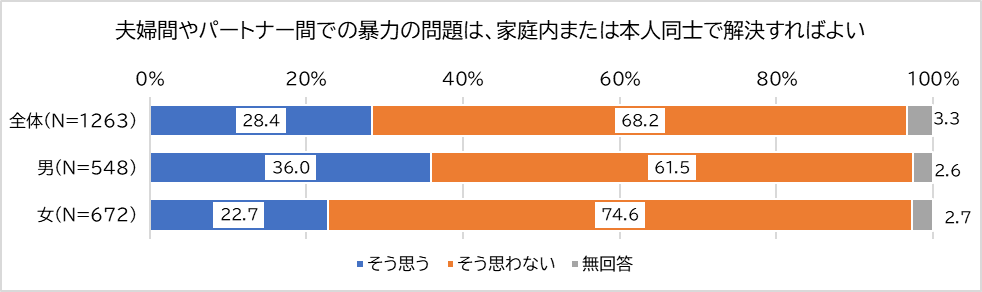 夫婦間やパートナー間での暴力の問題は、家庭内または本人同士で解決すればよい
0% 20% 40% 60% 80% 100%
全体(N=1263) 28.4 68.2 3.3
男(N=548) 36.0 61.5 2.6
女(N=672) 22.7 74.6 2.7
そう思う そう思わない 無回答